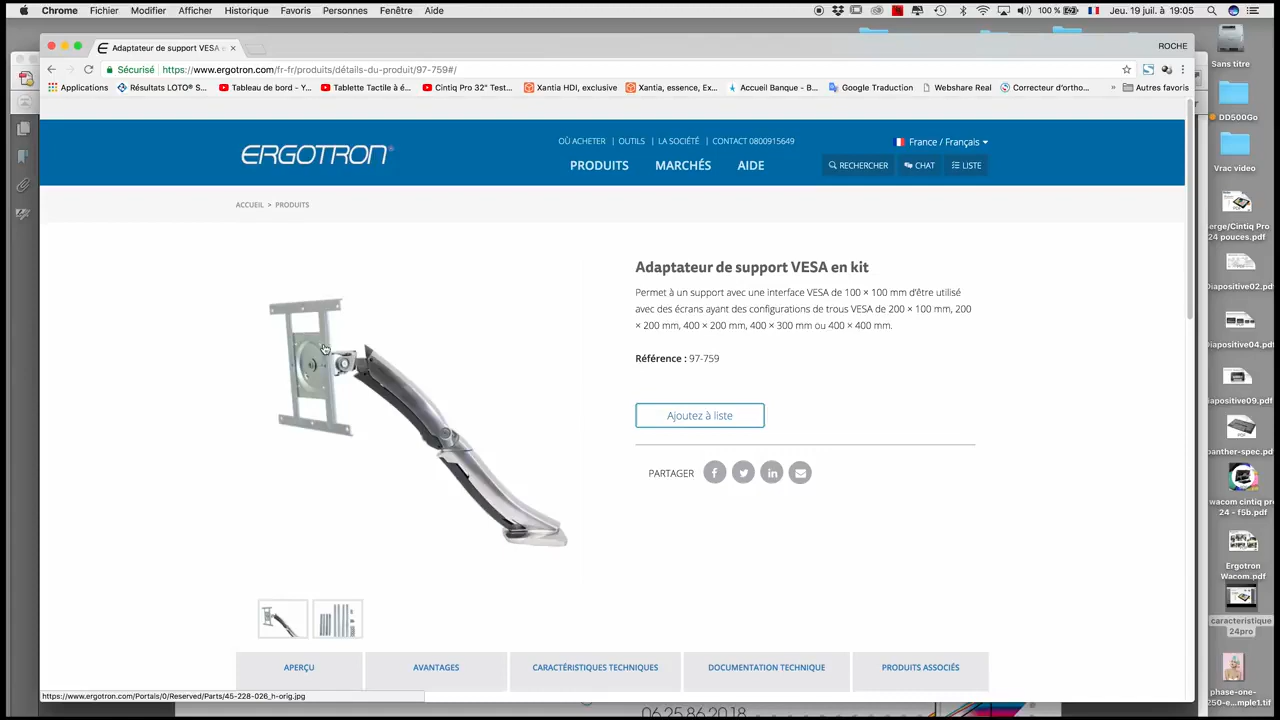 Chrome Fichier Modifier Afficher Historique Favoris Personnes Fenêtre Aide 100 % Jeu. 19 juil. à 19:05
Adaptateur de support VESA e
ROCHE
Sécurisé https://www.ergotron.com/fr-fr/produits/détails-du-produit/97-759#/
Applications Résultats LOTO® S... Tableau de bord - Y... Tablette Tactile à é... Cintiq Pro 32" Test... Xantia HDI, exclusive Xantia, essence, Ex... Accueil Banque - B... Google Traduction Webshare Real Correcteur d'ortho... » Autres favoris
OÙ ACHETER | OUTILS | LA SOCIÉTÉ | CONTACT 0800915649
France / Français
ERGOTRON®
PRODUITS MARCHÉS AIDE
RECHERCHER CHAT LISTE
ACCUEIL > PRODUITS
Adaptateur de support VESA en kit
Permet à un support avec une interface VESA de 100 × 100 mm d'être utilisé
avec des écrans ayant des configurations de trous VESA de 200 × 100 mm, 200
× 200 mm, 400 × 200 mm, 400 × 300 mm ou 400 × 400 mm.
Référence : 97-759
Ajoutez à liste
PARTAGER
APERÇU AVANTAGES CARACTÉRISTIQUES TECHNIQUES DOCUMENTATION TECHNIQUE PRODUITS ASSOCIÉS
https://www.ergotron.com/Portals/0/Reserved/Parts/45-228-026_h-orig.jpg
06.25.86.20.18
Sans titre
DD500Go
Vrac video
erge/Cintiq Pro
24 pouces.pdf
Diapositive02.pdf
Diapositive04.pdf
iapositive09.pdf
panther-spec.pdf
wacom cintiq pro
24 - f5b.pdf
Ergotron
Wacom.pdf
caracteristique
24pro
phase-one-
250-e...mple1.tif